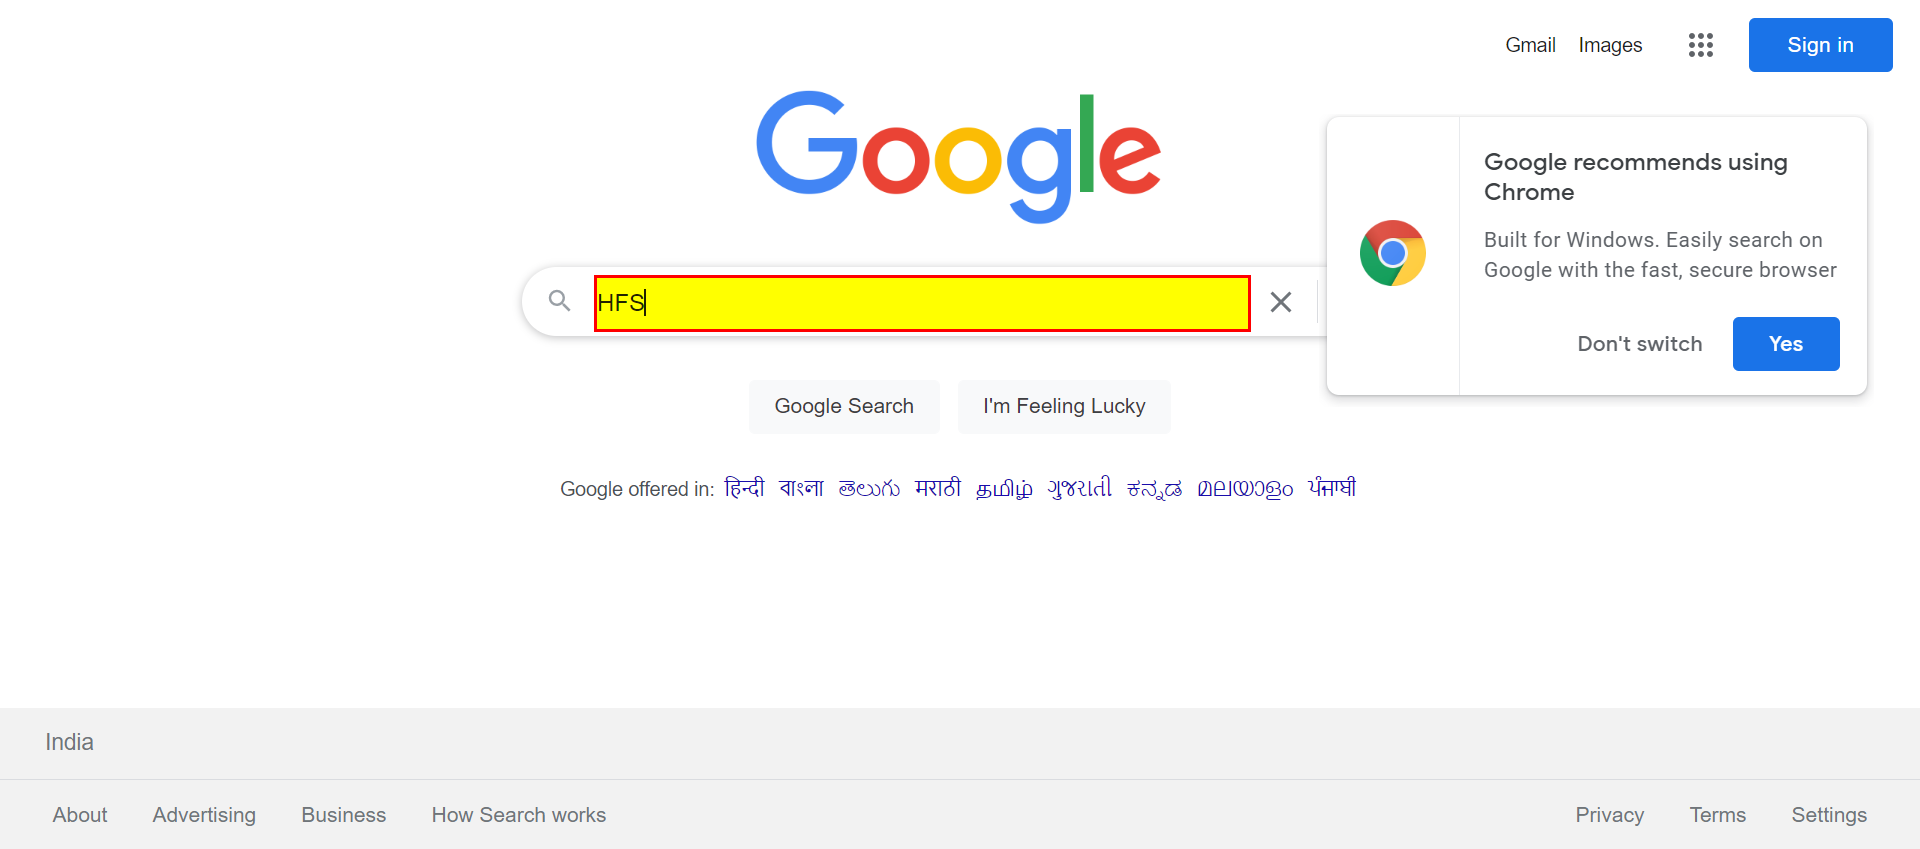 Gmail Images Sign in
Google
Google recommends using
Chrome
Built for Windows. Easily search on
Google with the fast, secure browser
Don't switch Yes
HFS
Google Search I'm Feeling Lucky
Google offered in: हिन्दी বাংলা తెలుగు मराठी தமிழ் ગુજરાતી ಕನ್ನಡ മലയാളം ਪੰਜਾਬੀ
India
About Advertising Business How Search works Privacy Terms Settings